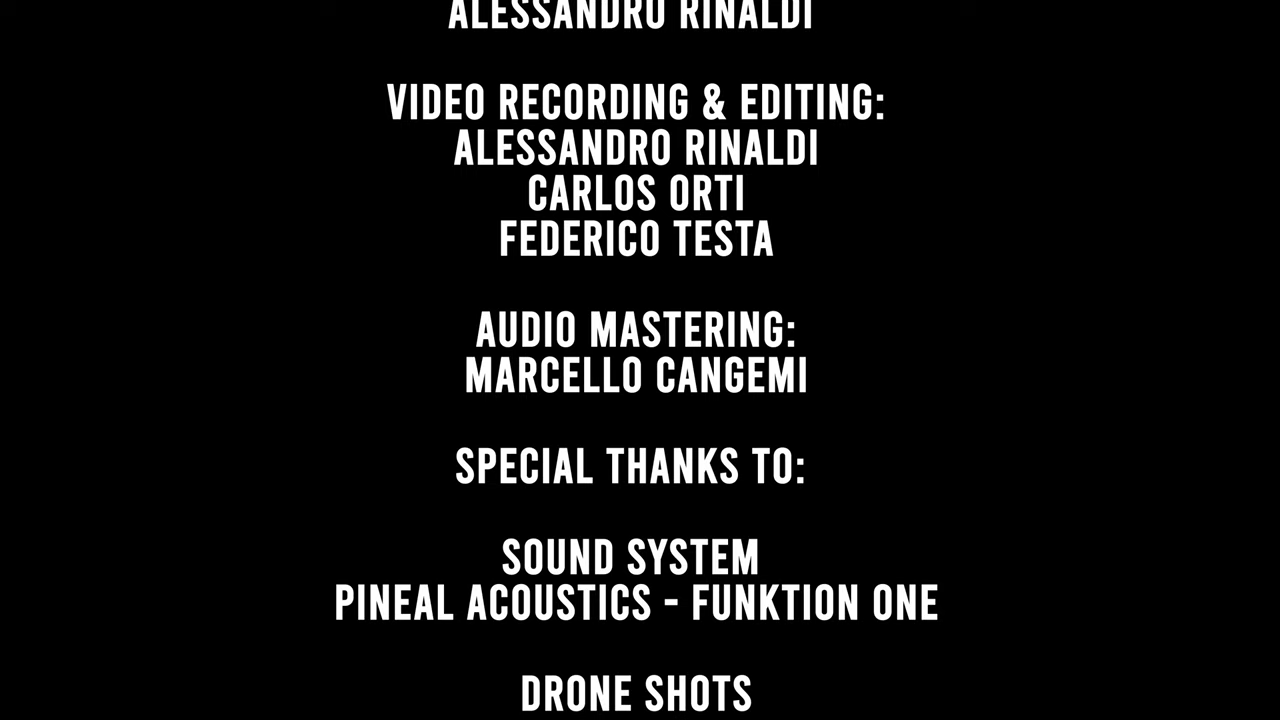 ALESSANDRO RINALDI
VIDEO RECORDING & EDITING:
ALESSANDRO RINALDI
CARLOS ORTI
FEDERICO TESTA
AUDIO MASTERING:
MARCELLO CANGEMI
SPECIAL THANKS TO:
SOUND SYSTEM
PINEAL ACOUSTICS - FUNKTION ONE
DRONE SHOTS